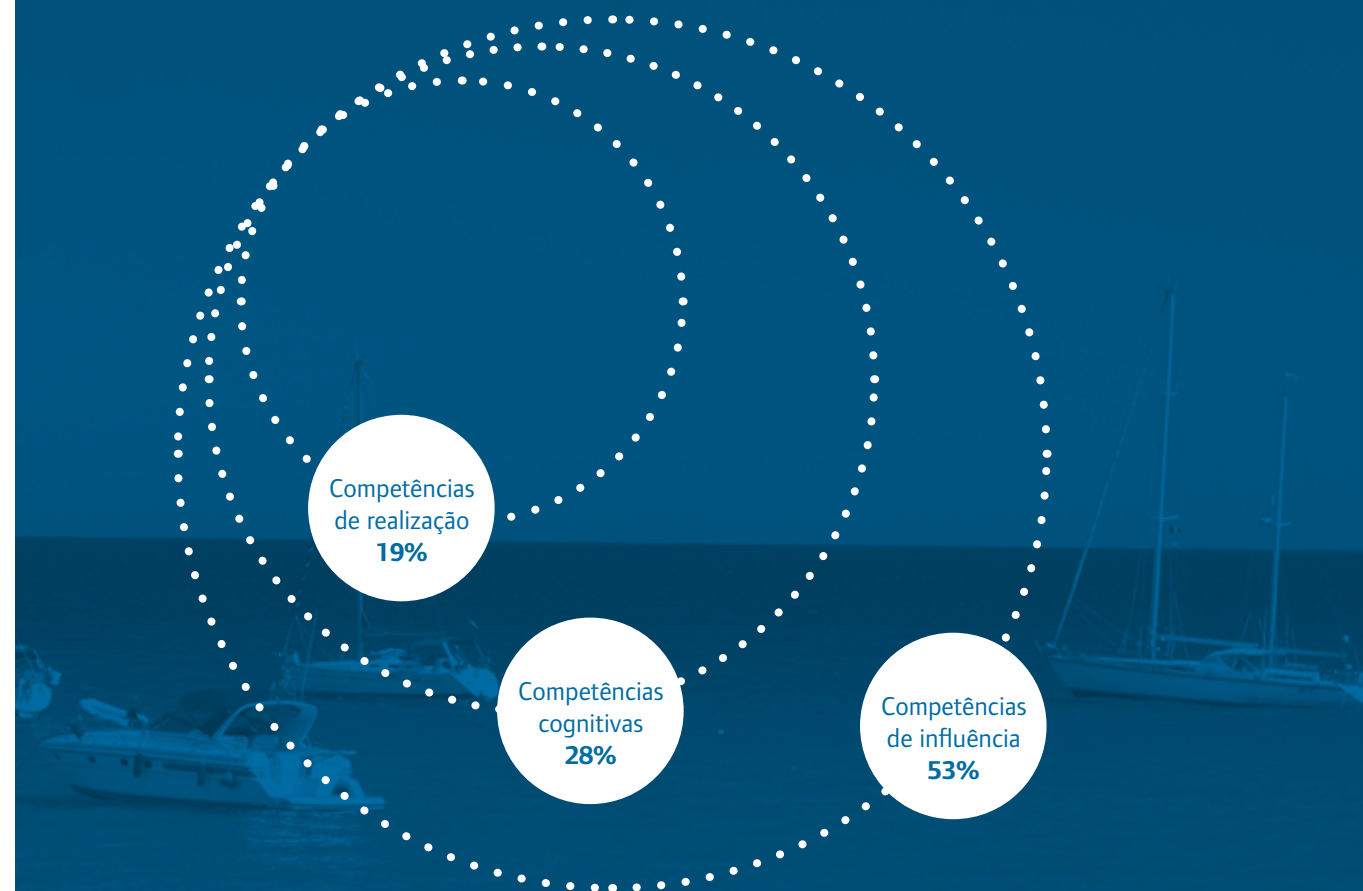 Competências
de realização
19%
Competências
cognitivas
28%
Competências
de influência
53%